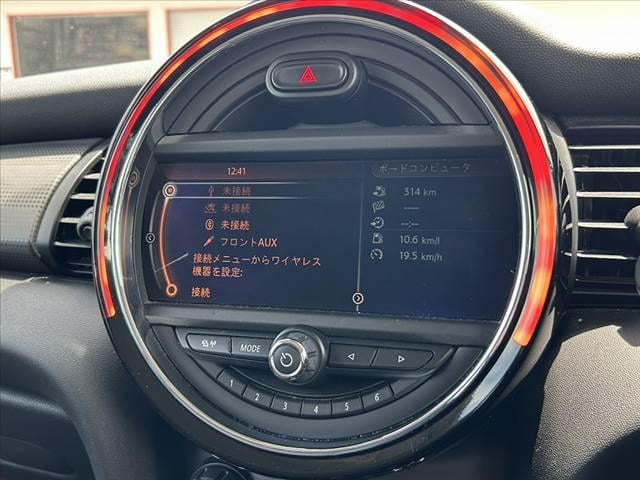 12:41
未接続
未接続
未接続
フロントAUX
接続メニューからワイヤレス
機器を設定:
接続
ボードコンピュータ
314 km
-----
-----
10.6 km/l
19.5 km/h
MODE
1 2 3 4 5 6